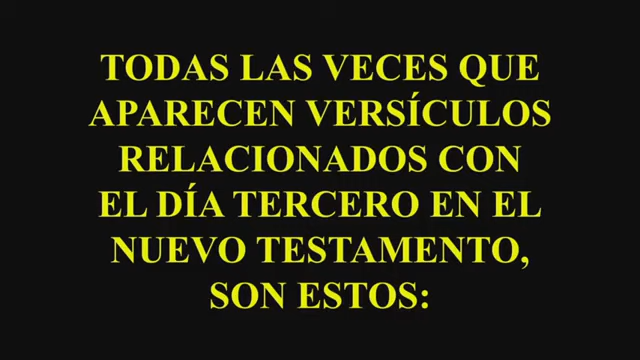 TODAS LAS VECES QUE
APARECEN VERSÍCULOS
RELACIONADOS CON
EL DÍA TERCERO EN EL
NUEVO TESTAMENTO,
SON ESTOS: